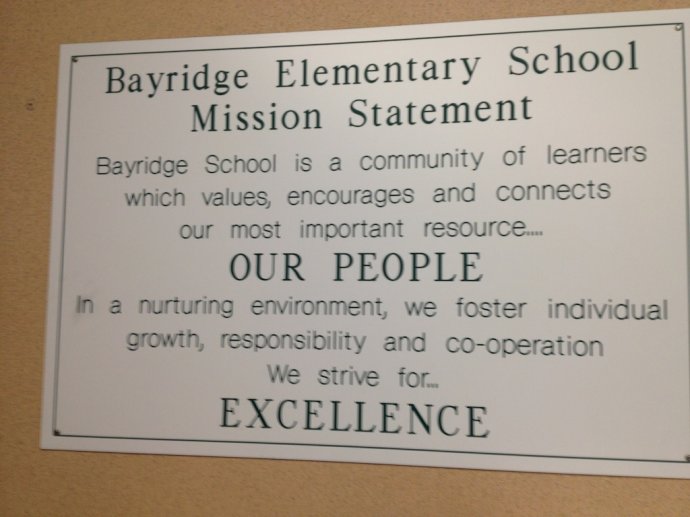 Bayridge Elementary School
Mission Statement
Bayridge School is a community of learners
which values, encourages and connects
our most important resource....
OUR PEOPLE
In a nurturing environment, we foster individual
growth, responsibility and co-operation
We strive for....
EXCELLENCE